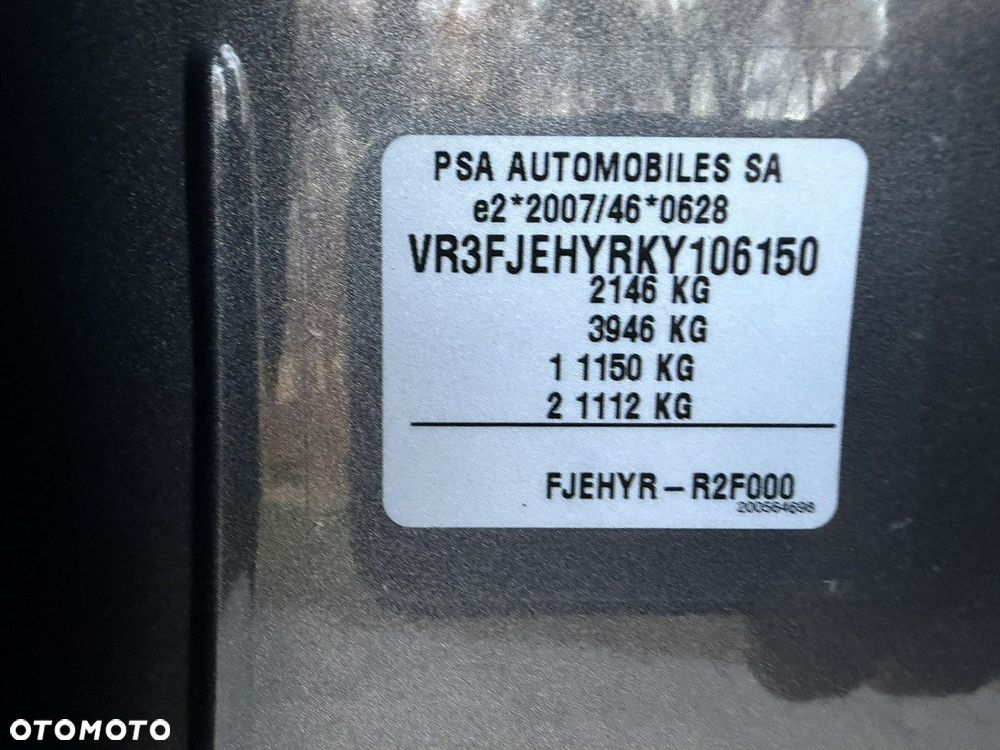 PSA AUTOMOBILES SA
e2*2007/46*0628
VR3FJEHYRKY106150
2146 KG
3946 KG
1 1150 KG
2 1112 KG
FJEHYR – R2F000
200564698
OTOMOTO